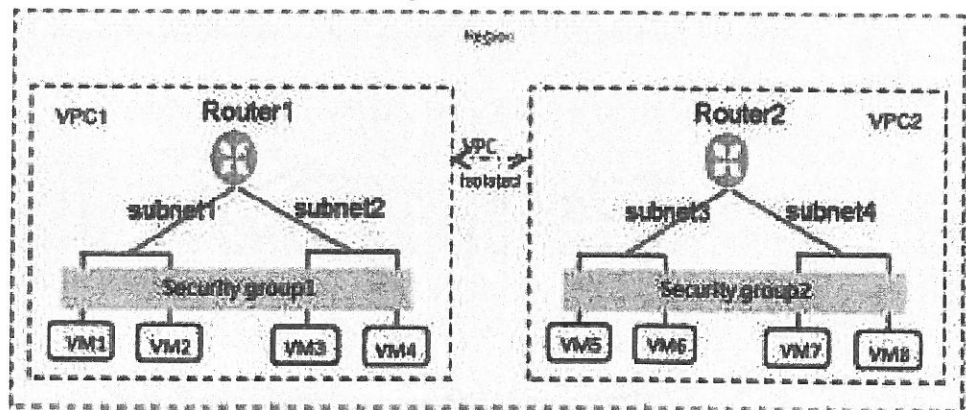 Region
VPC1
Router1
VPC
Isolated
Router2
VPC2
subnet1
subnet2
subnet3
subnet4
Security group1
Security group2
VM1
VM2
VM3
VM4
VM5
VM6
VM7
VM8